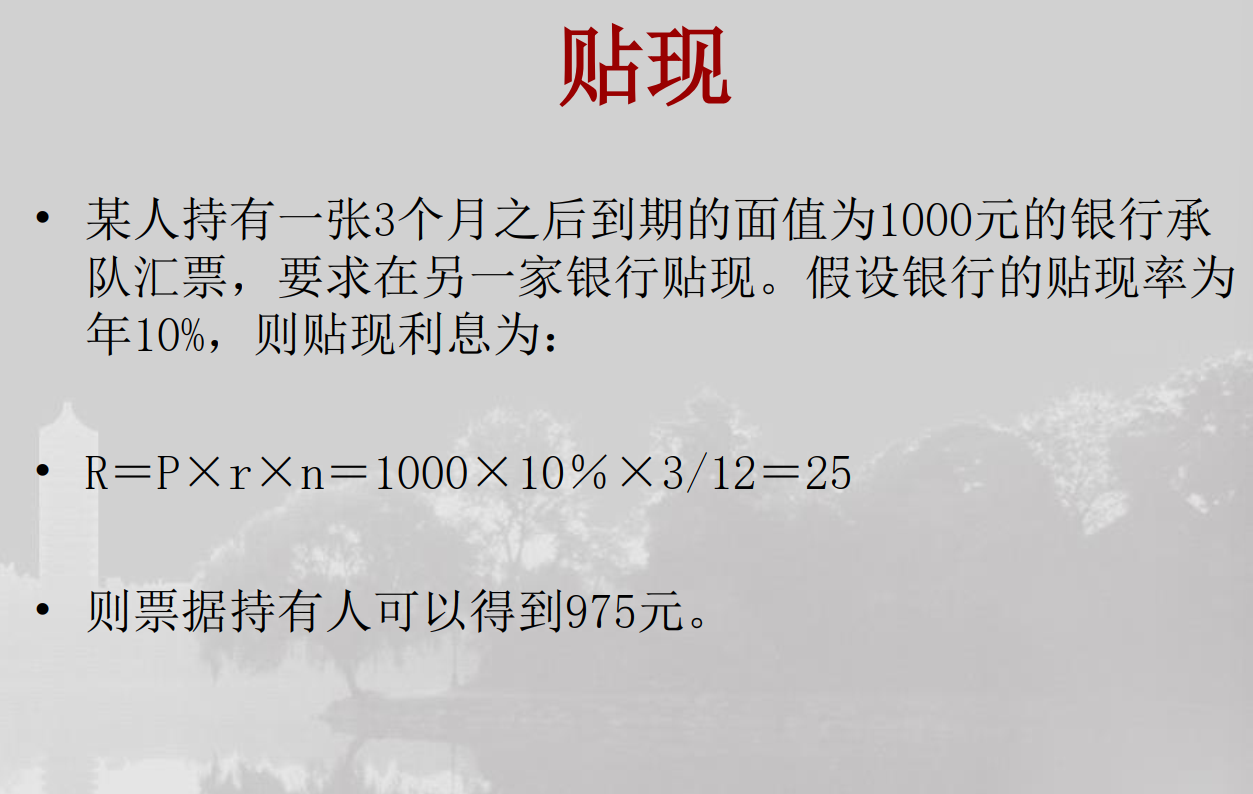 贴现
• 某人持有一张3个月之后到期的面值为1000元的银行承
队汇票，要求在另一家银行贴现。假设银行的贴现率为
年10%，则贴现利息为：
• R＝P×r×n＝1000×10％×3/12＝25
• 则票据持有人可以得到975元。